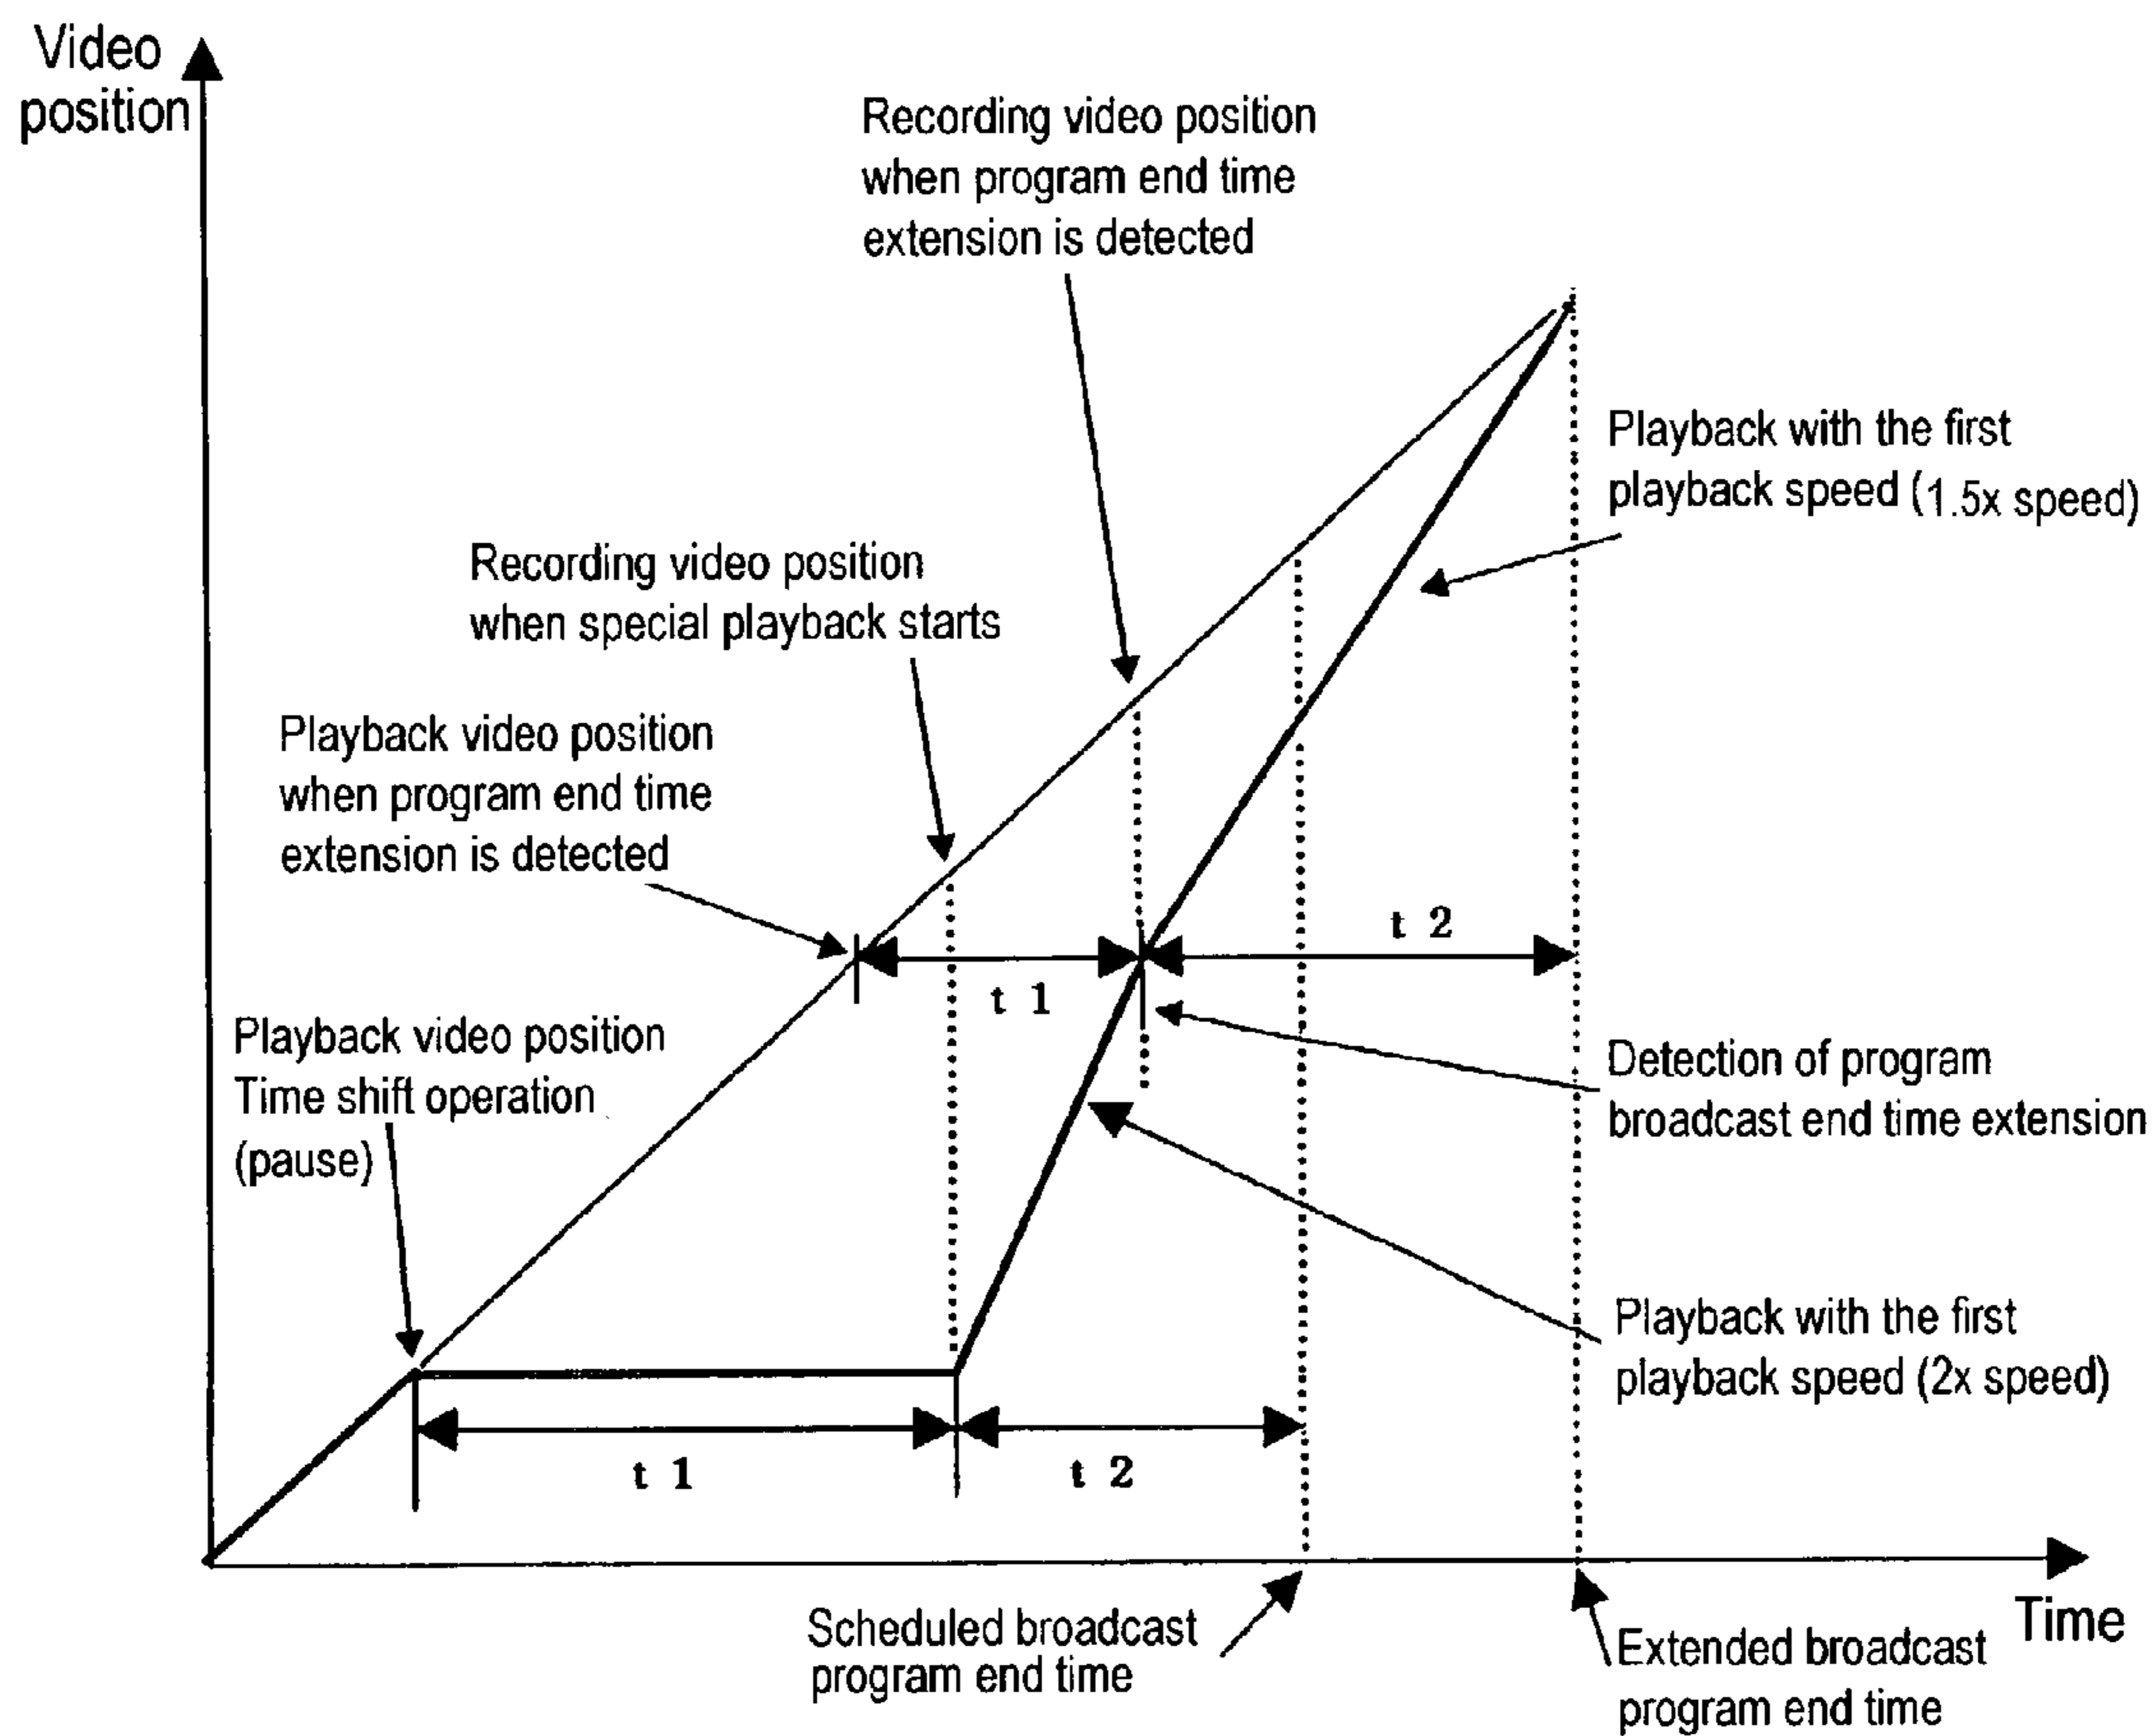 Video
position
Recording video position
when program end time
extension is detected
Playback with the first
playback speed (1.5x speed)
Recording video position
when special playback starts
Playback video position
when program end time
extension is detected
t 2
t 1
Playback video position
Time shift operation
(pause)
Detection of program
broadcast end time extension
Playback with the first
playback speed (2x speed)
t 1
t 2
Scheduled broadcast
program end time
Time
Extended broadcast
program end time